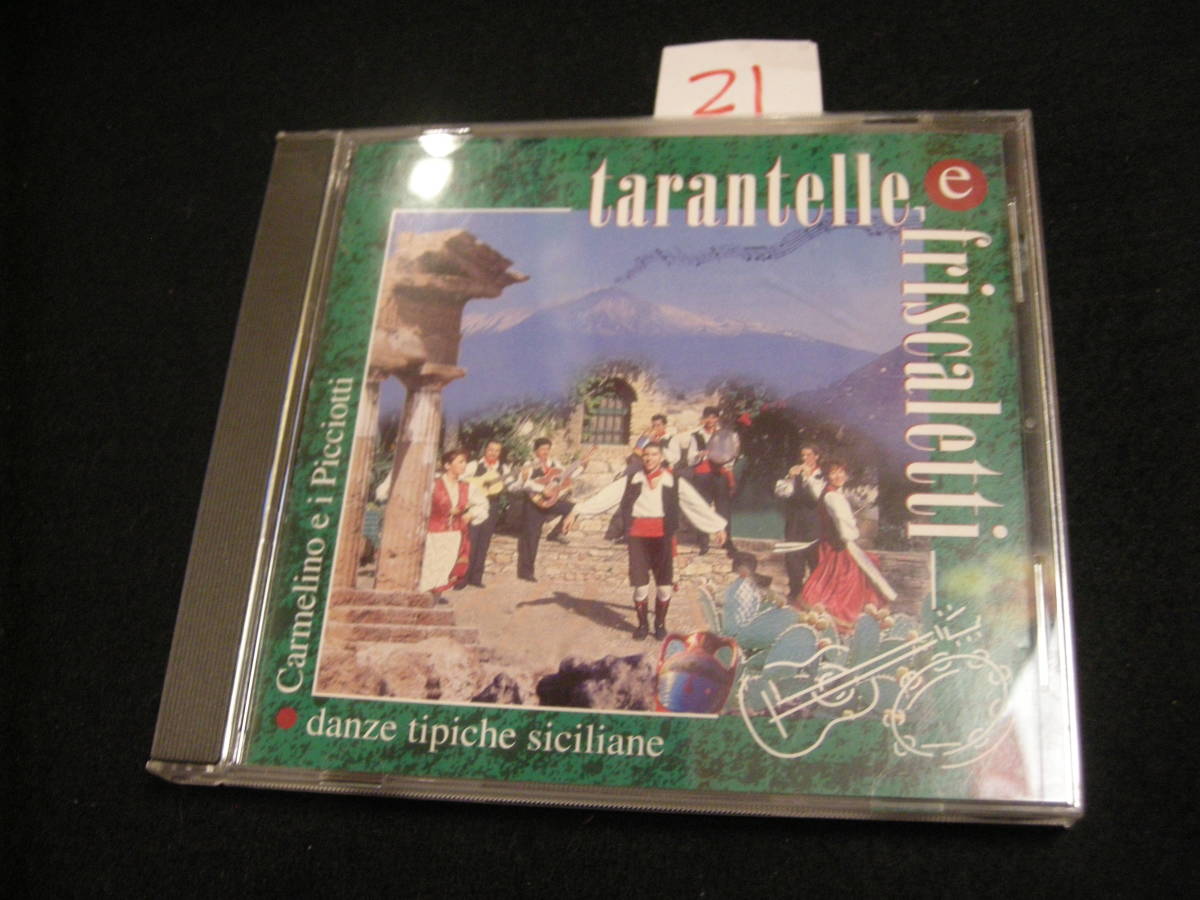 21
tarantelle e
friscaletti
Carmelino e i Picciotti
danze tipiche siciliane